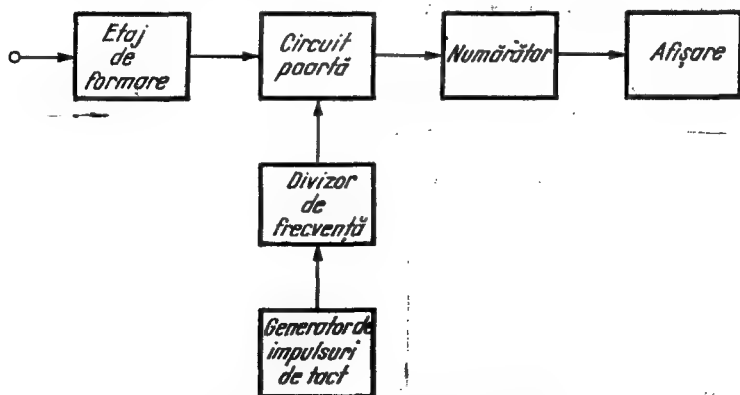 Etaj
de
formare
Circuit
poartă
Numărător
Afişare
Divizor
de
frecvenţă
Generator de
impulsuri
de tact